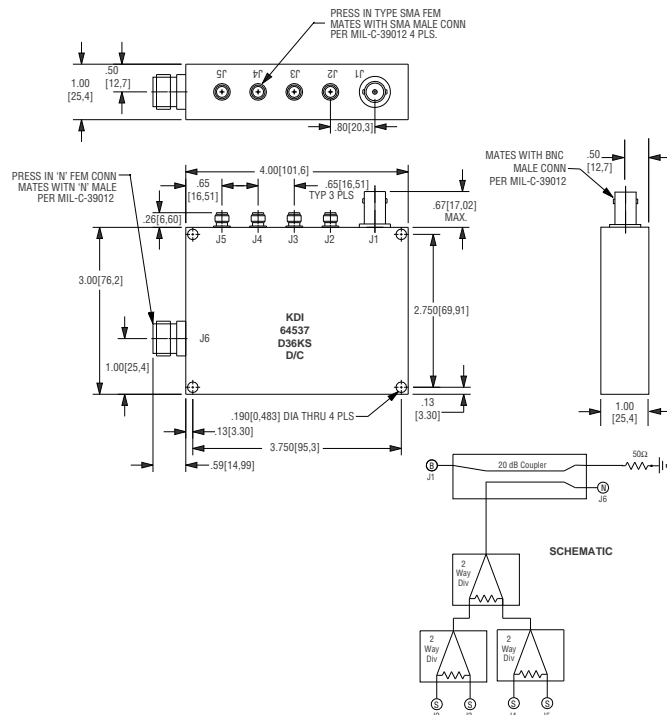 PRESS IN TYPE SMA FEM
MATES WITH SMA MALE CONN
PER MIL-C-39012 4 PLS.
1.00
[25,4]
.50
[12,7]
J5
J4
J3
J2
J1
.80[20,3]
PRESS IN 'N' FEM CONN
MATES WITN 'N' MALE
PER MIL-C-39012
4.00[101,6]
.65
[16,51]
.65[16,51]
TYP 3 PLS
.26[6,60]
.67[17,02]
MAX.
J5
J4
J3
J2
J1
MATES WITH BNC
MALE CONN
PER MIL-C-39012
.50
[12,7]
3.00[76,2]
KDI
64537
D36KS
D/C
J6
2.750[69,91]
1.00[25,4]
.190[0,483] DIA THRU 4 PLS
.13
[3.30]
.13[3.30]
3.750[95,3]
.59[14,99]
1.00
[25,4]
B
J1
20 dB Coupler
50Ω
N
J6
SCHEMATIC
2
Way
Div
2
Way
Div
2
Way
Div
S
S
S
S